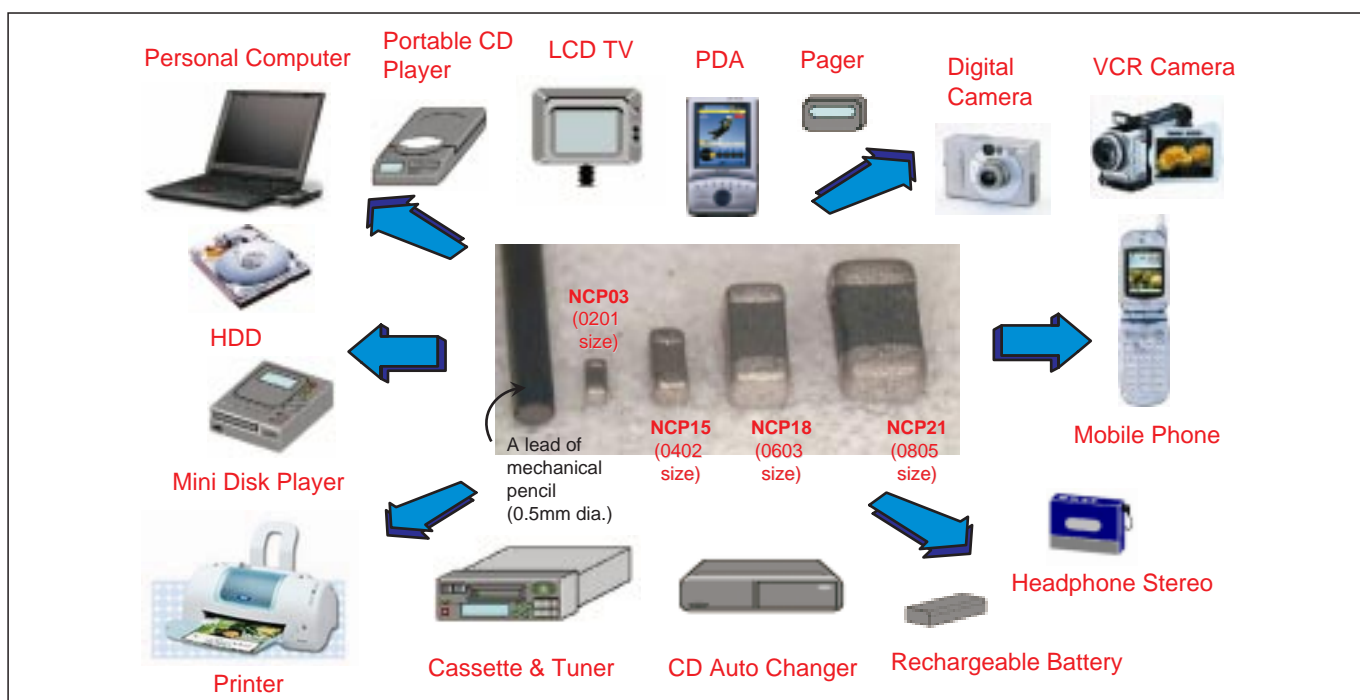 Personal Computer
Portable CD
Player
LCD TV
PDA
Pager
Digital
Camera
VCR Camera
NCP03
(0201
size)
HDD
A lead of
mechanical
pencil
(0.5mm dia.)
NCP15
(0402
size)
NCP18
(0603
size)
NCP21
(0805
size)
Mobile Phone
Mini Disk Player
Headphone Stereo
Printer
Cassette & Tuner
CD Auto Changer
Rechargeable Battery